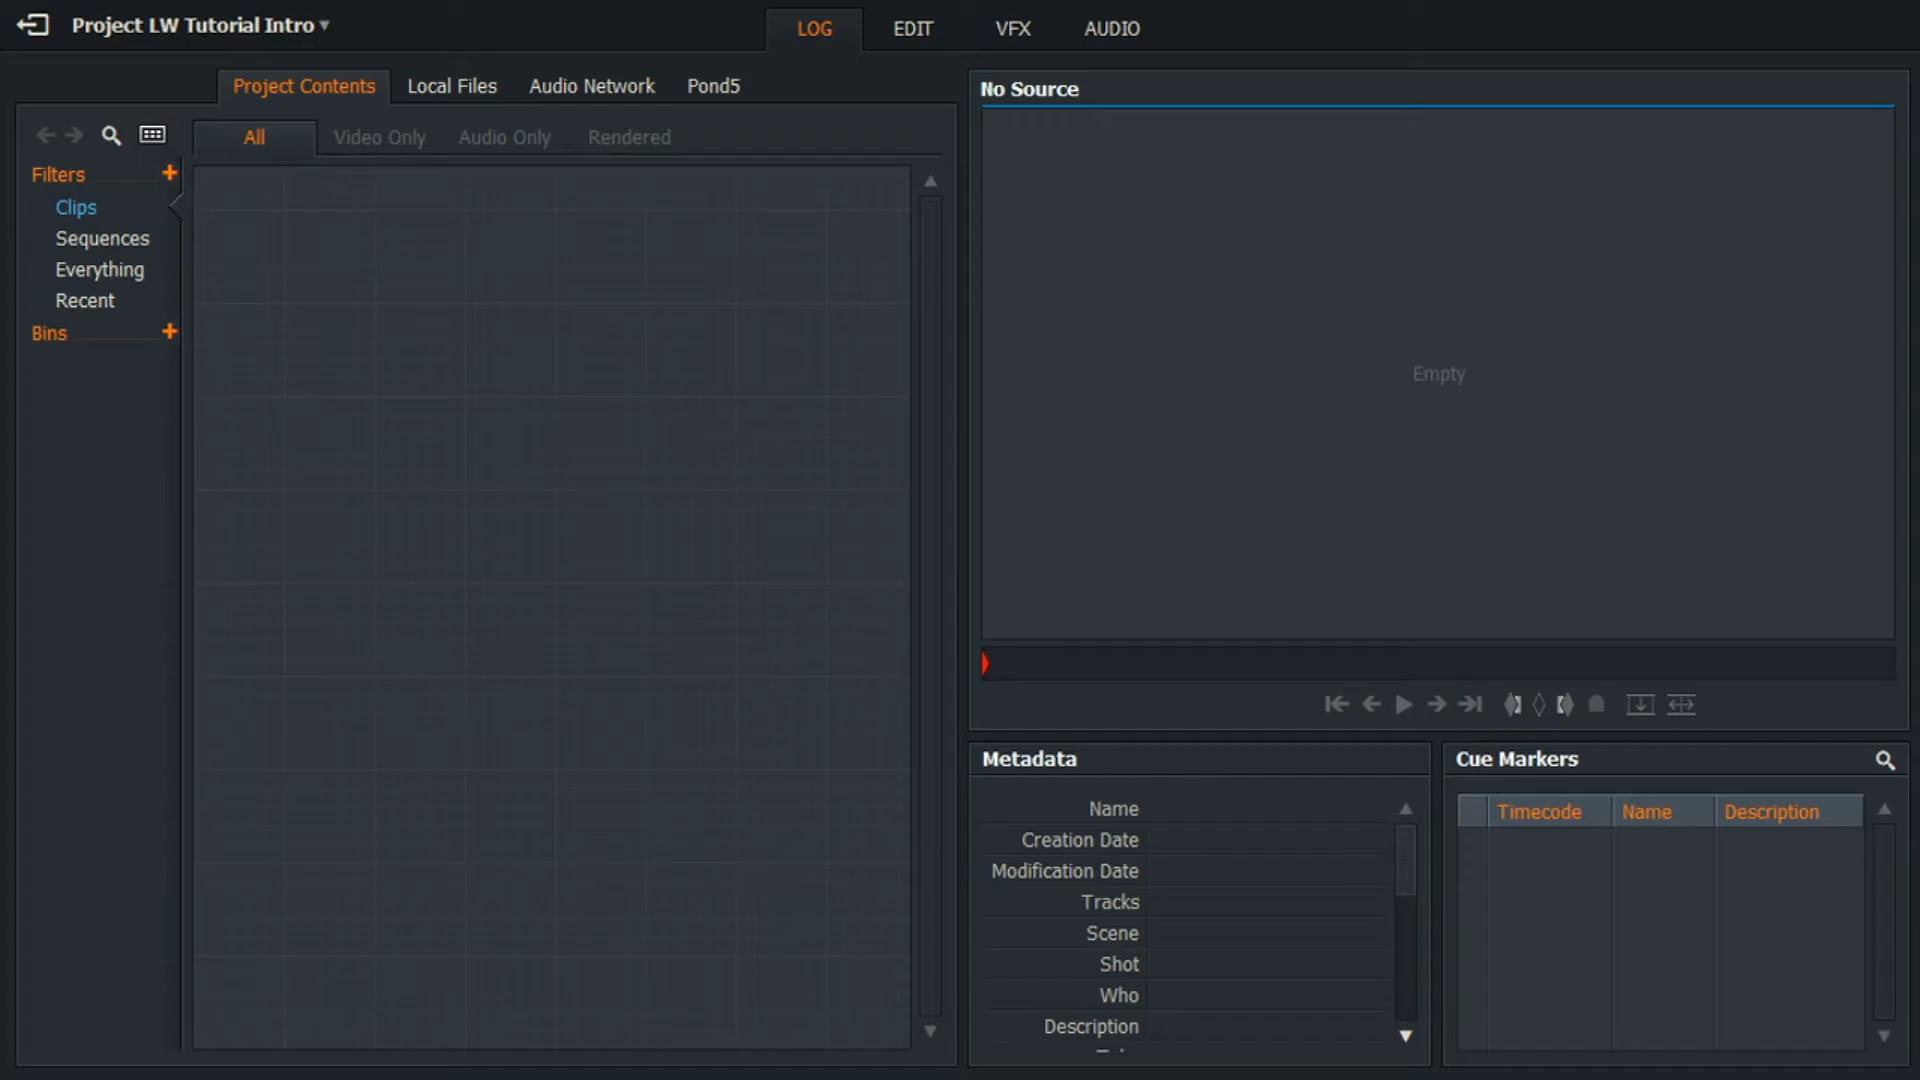 Project LW Tutorial Intro
LOG
EDIT
VFX
AUDIO
Project Contents
Local Files
Audio Network
Pond5
All
Video Only
Audio Only
Rendered
Filters
Clips
Sequences
Everything
Recent
Bins
No Source
Empty
Metadata
Name
Creation Date
Modification Date
Tracks
Scene
Shot
Who
Description
Cue Markers
Timecode
Name
Description